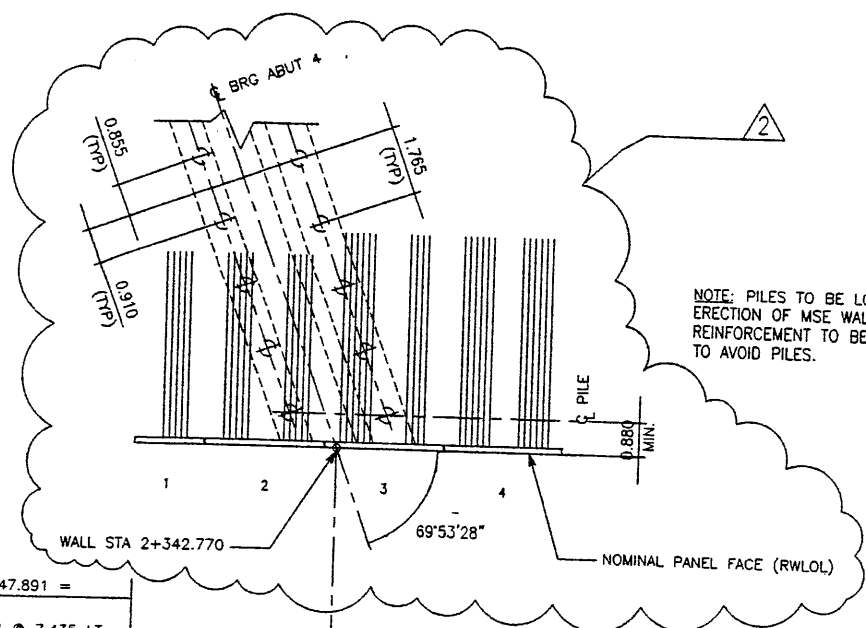 ℄ BRG ABUT 4
2
0.855
(TYP)
1.765
(TYP)
0.910
(TYP)
NOTE: PILES TO BE LO
ERECTION OF MSE WAL
REINFORCEMENT TO BE
TO AVOID PILES.
℄ PILE
0.880
MIN.
1
2
3
4
69°53'28"
WALL STA 2+342.770
NOMINAL PANEL FACE (RWLOL)
47.891 =